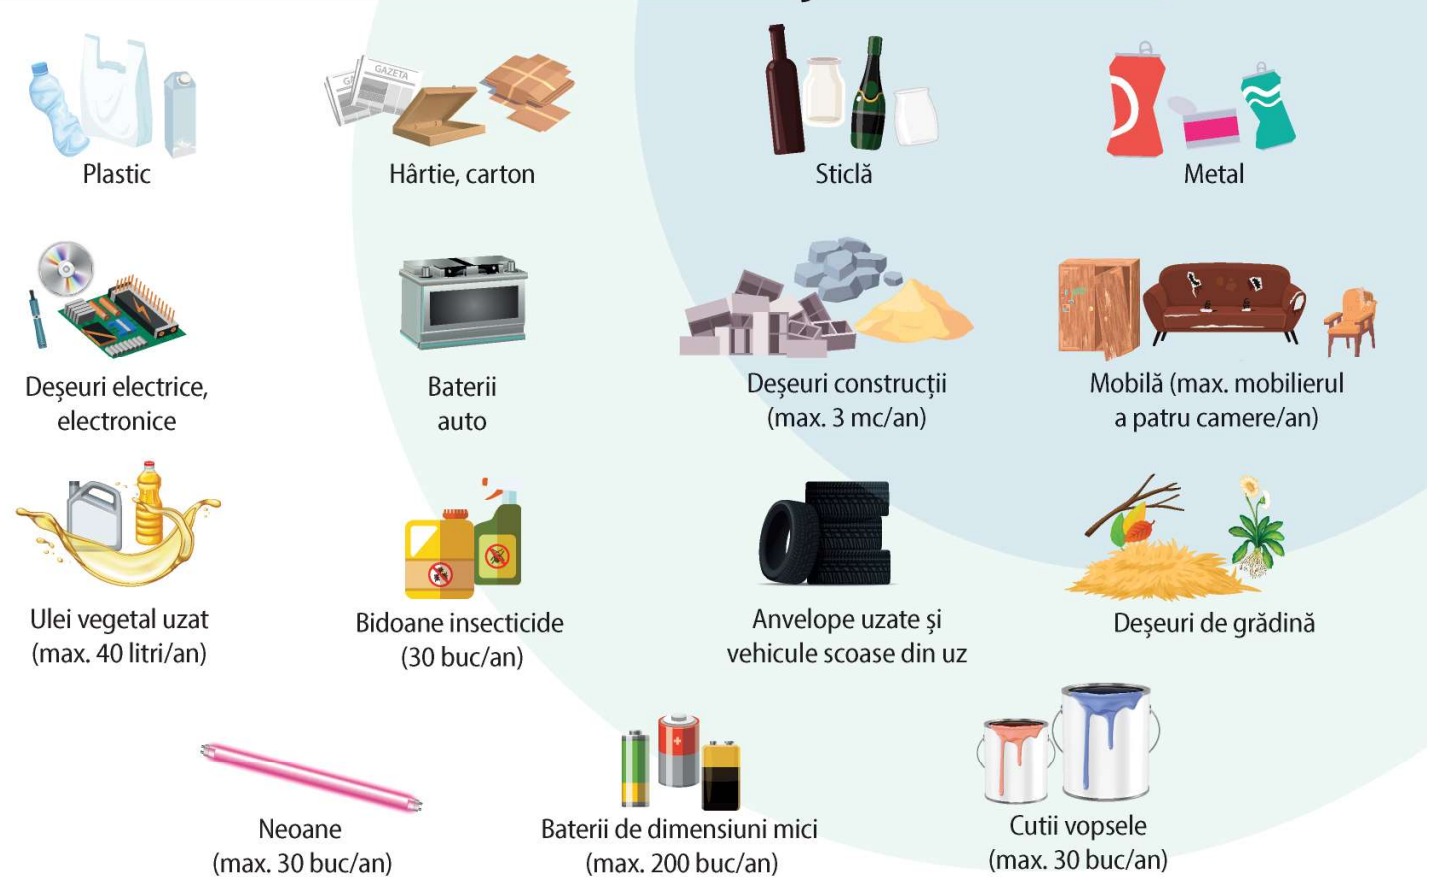 GAZETA
Plastic
Hârtie, carton
Sticlă
Metal
Deșeuri electrice,
electronice
Baterii
auto
Deșeuri construcții
(max. 3 mc/an)
Mobilă (max. mobilierul
a patru camere/an)
Ulei vegetal uzat
(max. 40 litri/an)
Bidoane insecticide
(30 buc/an)
Anvelope uzate și
vehicule scoase din uz
Deșeuri de grădină
Neoane
(max. 30 buc/an)
Baterii de dimensiuni mici
(max. 200 buc/an)
Cutii vopsele
(max. 30 buc/an)